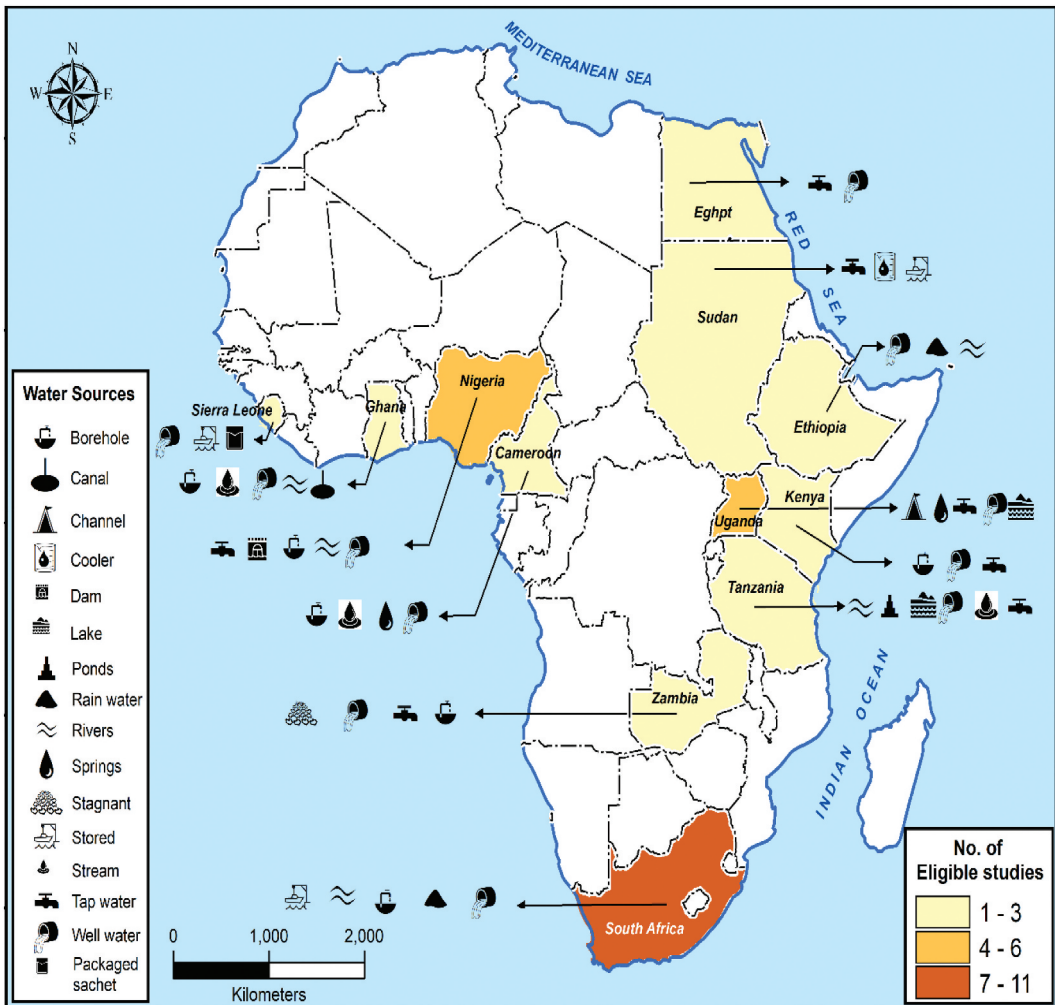 MEDITERRANEAN SEA
N
W E
S
Eghpt
RED SEA
Sudan
Nigeria
Ghana
Sierra Leone
Cameroon
Ethiopia
Kenya
Uganda
Tanzania
Zambia
South Africa
INDIAN OCEAN
Water Sources
Borehole
Canal
Channel
Cooler
Dam
Lake
Ponds
Rain water
Rivers
Springs
Stagnant
Stored
Stream
Tap water
Well water
Packaged
sachet
0 1,000 2,000
Kilometers
No. of
Eligible studies
1 - 3
4 - 6
7 - 11